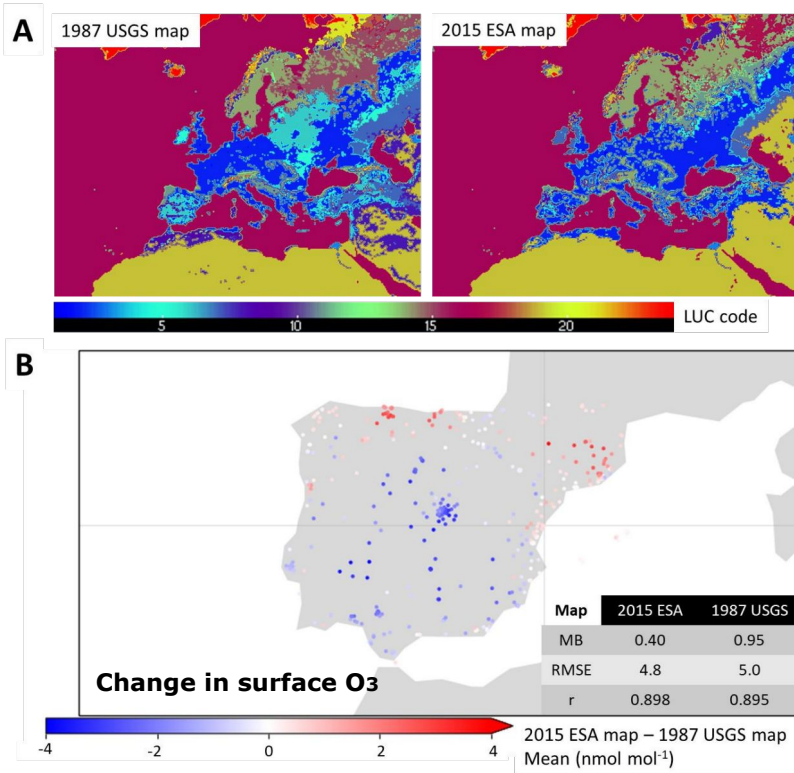 A
1987 USGS map
2015 ESA map
5 10 15 20
LUC code
B
Map 2015 ESA 1987 USGS
MB 0.40 0.95
RMSE 4.8 5.0
r 0.898 0.895
Change in surface O3
-4 -2 0 2 4
2015 ESA map – 1987 USGS map
Mean (nmol mol⁻¹)